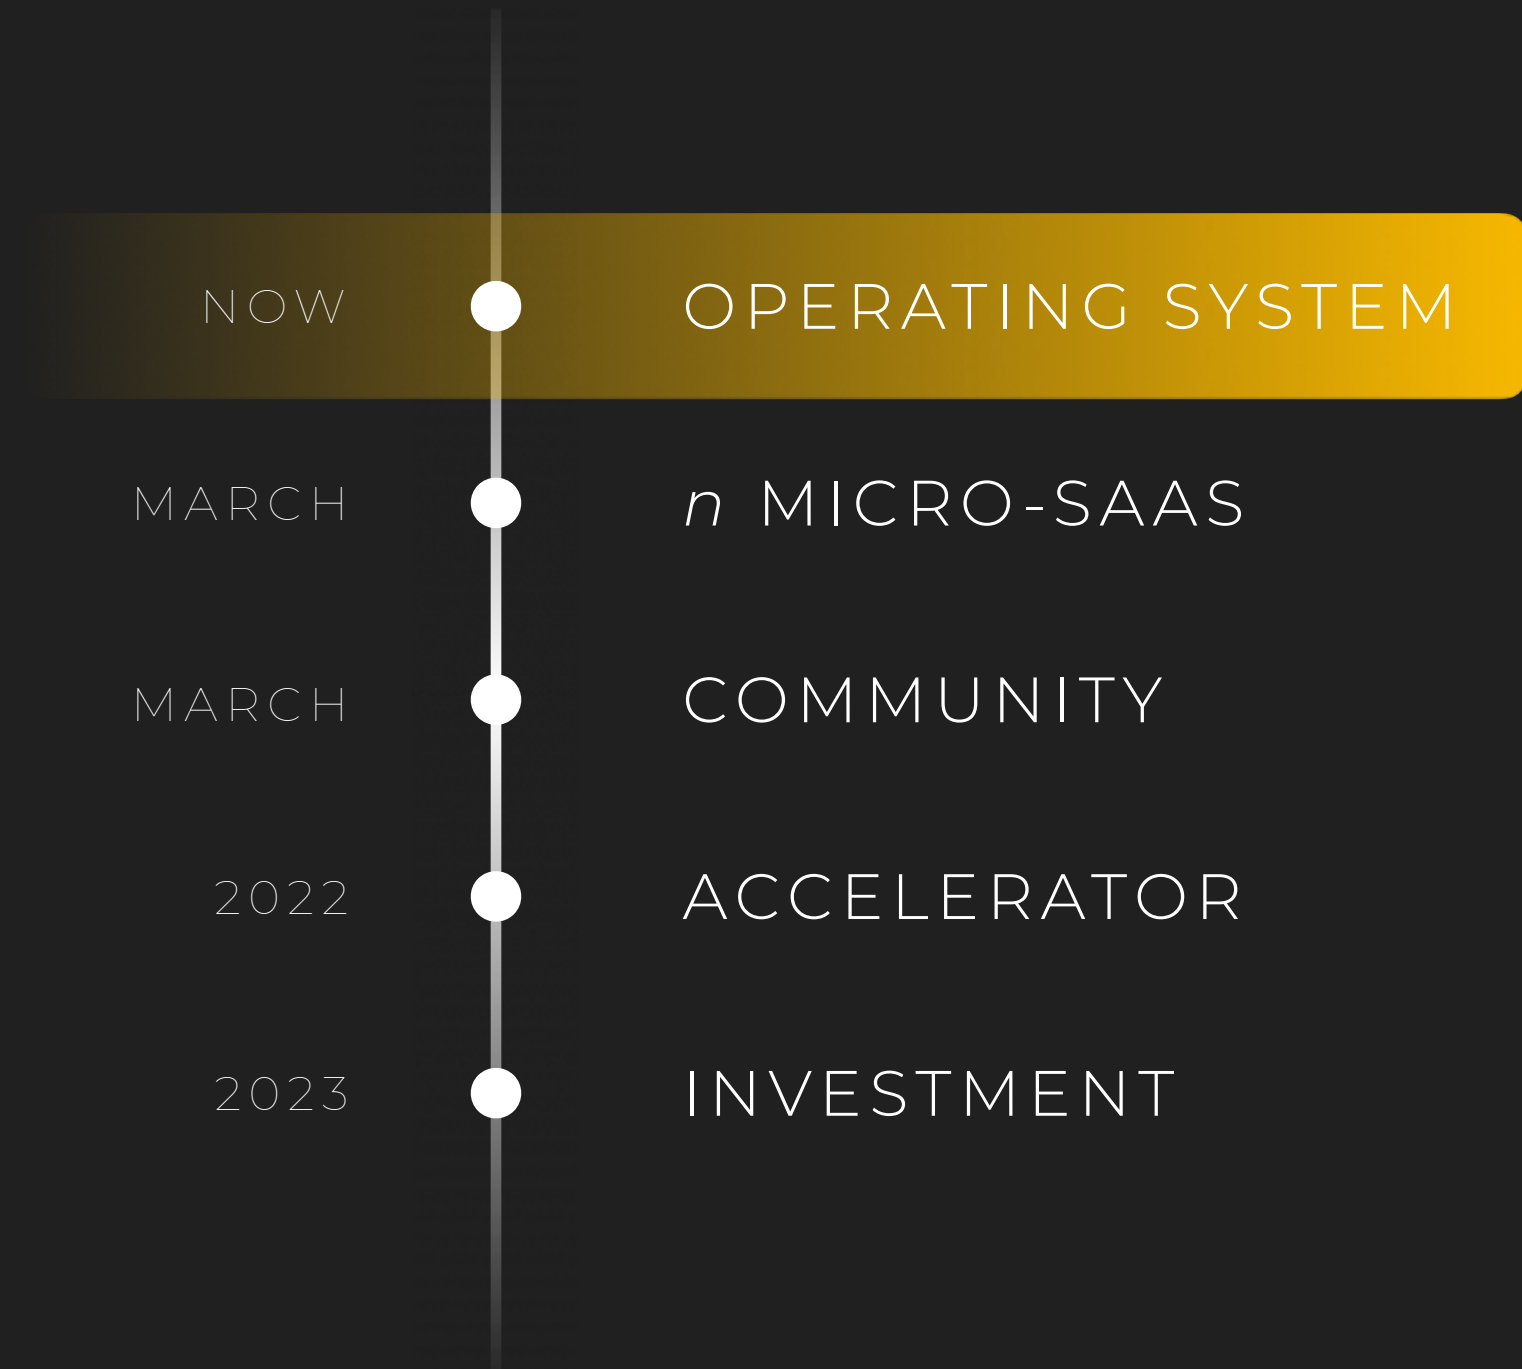 NOW OPERATING SYSTEM
MARCH n MICRO-SAAS
MARCH COMMUNITY
2022 ACCELERATOR
2023 INVESTMENT